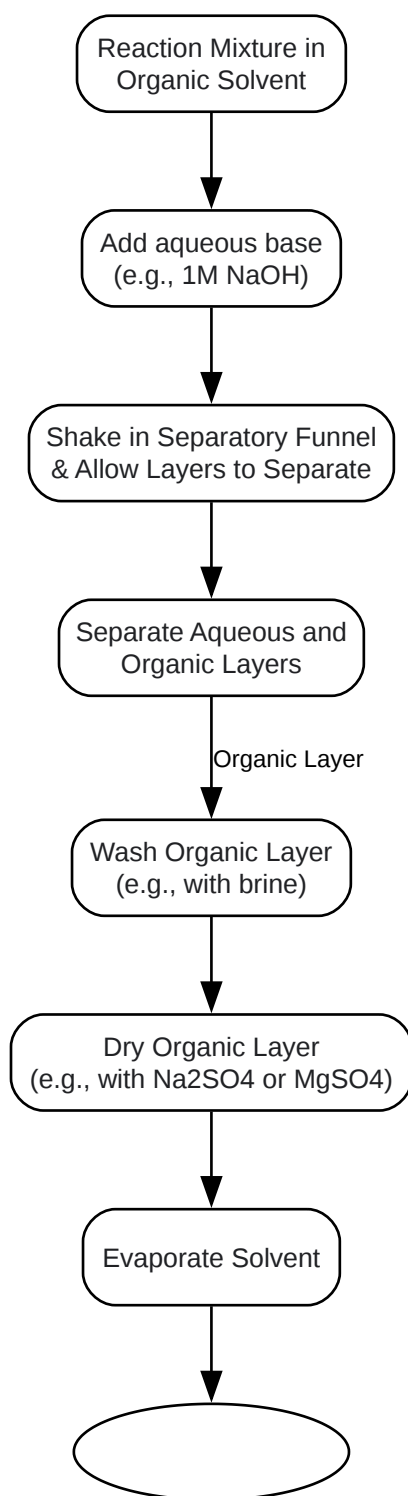 Reaction Mixture in
Organic Solvent
Add aqueous base
(e.g., 1M NaOH)
Shake in Separatory Funnel
& Allow Layers to Separate
Separate Aqueous and
Organic Layers
Organic Layer
Wash Organic Layer
(e.g., with brine)
Dry Organic Layer
(e.g., with Na2SO4 or MgSO4)
Evaporate Solvent